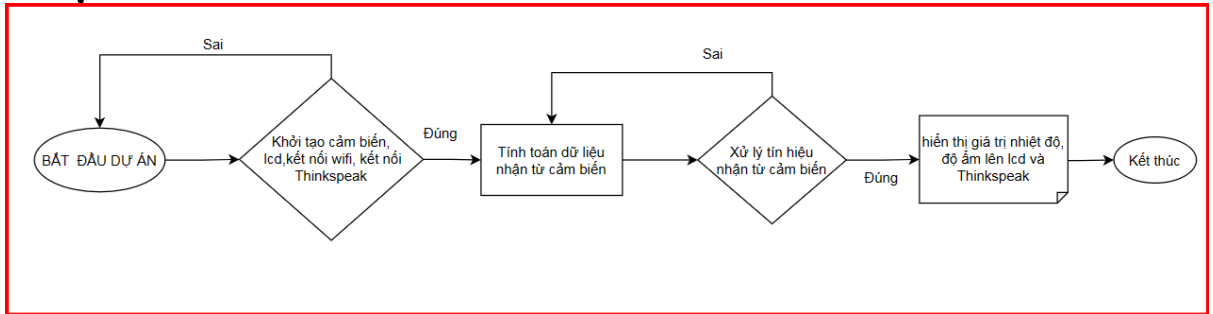 Sai
BẮT ĐẦU DỰ ÁN
Khởi tạo cảm biến,
lcd,kết nối wifi, kết nối
Thinkspeak
Đúng
Sai
Tính toán dữ liệu
nhận từ cảm biến
Xử lý tín hiệu
nhận từ cảm biến
Đúng
hiển thị giá trị nhiệt độ,
độ ẩm lên lcd và
Thinkspeak
Kết thúc